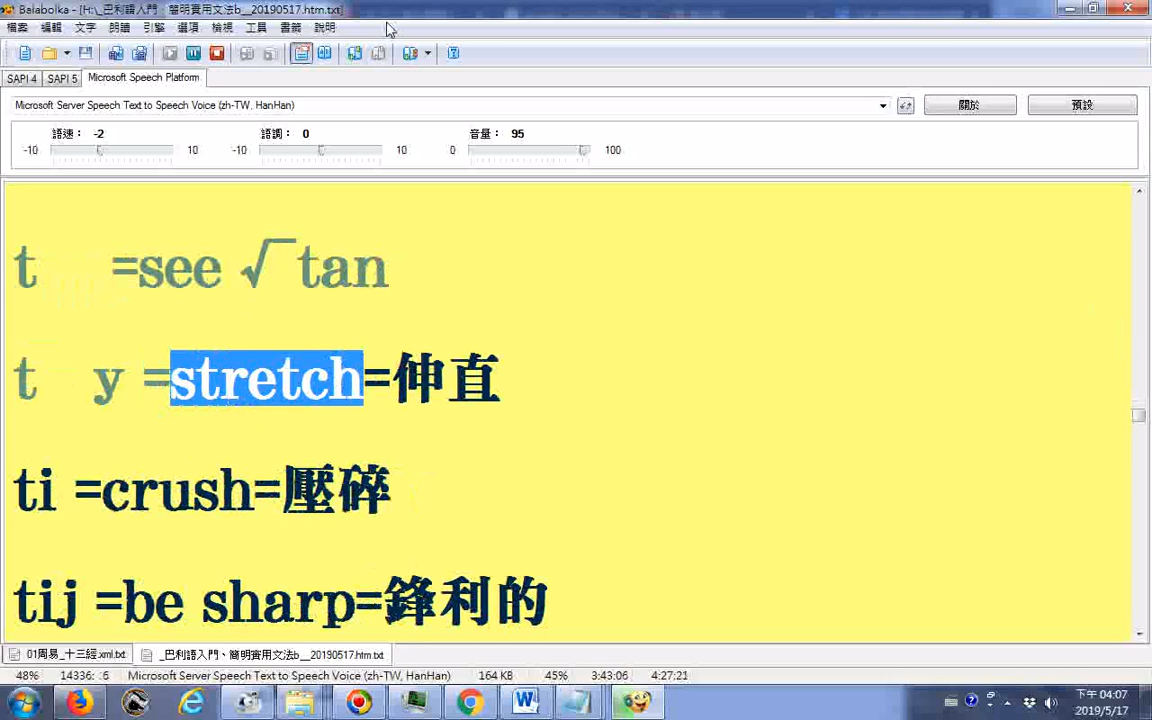 Balabolka - [H:\_巴利語入門、簡明實用文法b__20190517.htm.txt]
檔案 編輯 文字 朗讀 引擎 選項 檢視 工具 書籤 說明
SAPI 4 SAPI 5 Microsoft Speech Platform
Microsoft Server Speech Text to Speech Voice (zh-TW, HanHan) 關於 預設
語速： -2 語調： 0 音量： 95
-10 10 -10 10 0 100
t =see √tan
t y =stretch=伸直
ti =crush=壓碎
tij =be sharp=鋒利的
01周易_十三經.xml.txt _巴利語入門、簡明實用文法b__20190517.htm.txt
48% 14336: Microsoft Server Speech Text to Speech Voice (zh-TW, HanHan) 164 KB 45% 3:43:06 4:27:21
下午 04:07
2019/5/17